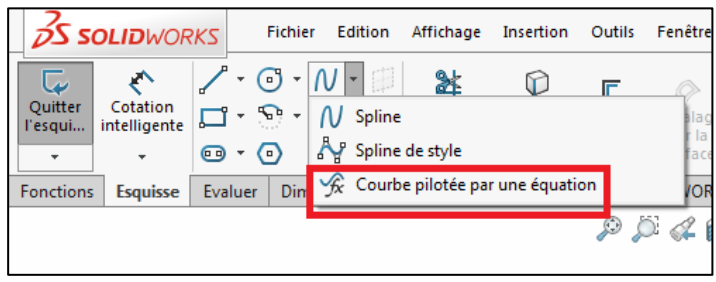 SOLIDWORKS Fichier Edition Affichage Insertion Outils Fenêtre
Quitter l'esqui...
Cotation intelligente
Spline
Spline de style
Courbe pilotée par une équation
Fonctions Esquisse Evaluer